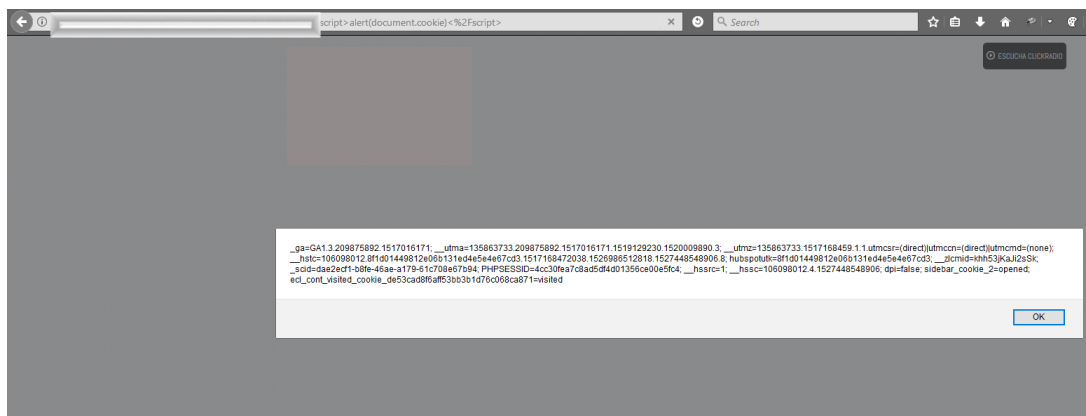 script>alert(document.cookie)<%2Fscript>
Search
ESCUCHA CLICKRADIO
_ga=GA1.3.209875892.1517016171; __utma=135863733.209875892.1517016171.1519129230.1520009890.3; __utmz=135863733.1517168459.1.1.utmcsr=(direct)|utmccn=(direct)|utmcmd=(none);
__hstc=106098012.8f1d01449812e06b131ed4e5e4e67cd3.1517168472038.1526986512818.1527448548906.8; hubspotutk=8f1d01449812e06b131ed4e5e4e67cd3; __zlcmid=khh53jKaJi2sSk;
_scid=dae2ecf1-b8fe-46ae-a179-61c708e67b94; PHPSESSID=4cc30fea7c8ad5df4d01356ce00e5fc4; __hssrc=1; __hssc=106098012.4.1527448548906; dpi=false; sidebar_cookie_2=opened;
ecl_cont_visited_cookie_de53cad8f6aff53bb3b1d76c068ca871=visited
OK